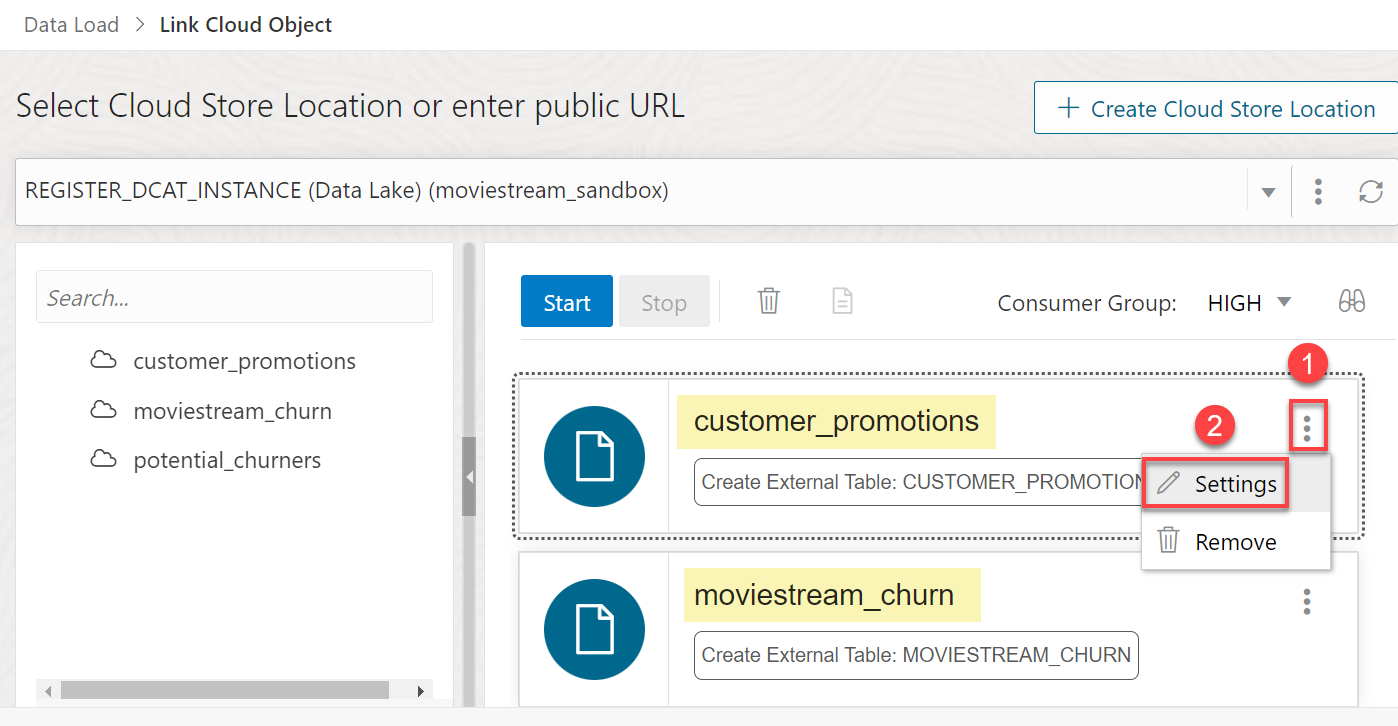 Data Load > Link Cloud Object
Select Cloud Store Location or enter public URL
+ Create Cloud Store Location
REGISTER_DCAT_INSTANCE (Data Lake) (moviestream_sandbox)
Search...
customer_promotions
moviestream_churn
potential_churners
Start Stop Consumer Group: HIGH
1
customer_promotions
2
Create External Table: CUSTOMER_PROMOTION
Settings
Remove
moviestream_churn
Create External Table: MOVIESTREAM_CHURN